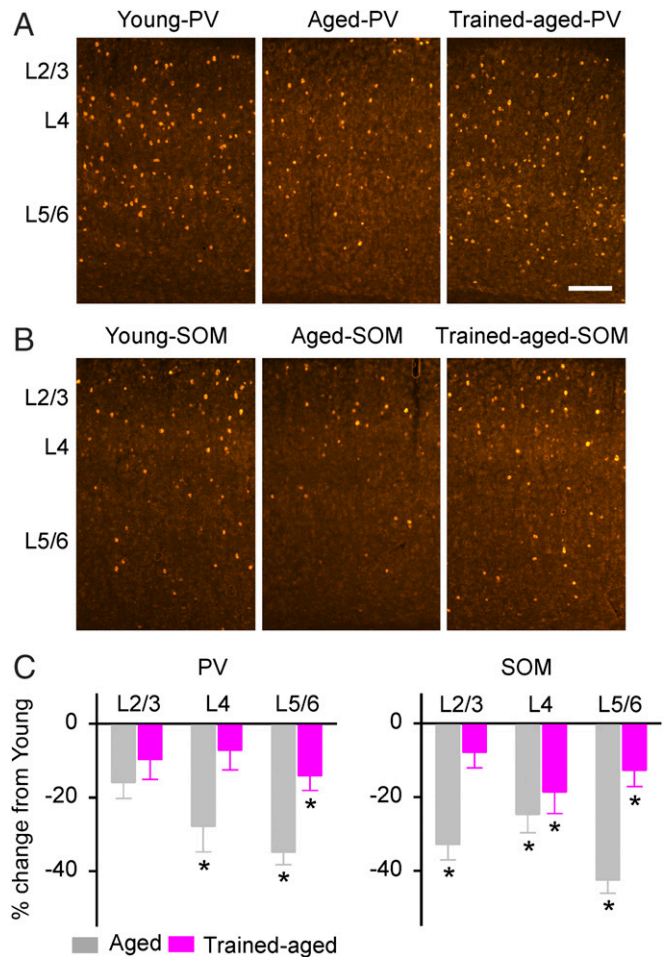 A
Young-PV Aged-PV Trained-aged-PV
L2/3
L4
L5/6
B
Young-SOM Aged-SOM Trained-aged-SOM
L2/3
L4
L5/6
C
PV SOM
L2/3 L4 L5/6 L2/3 L4 L5/6
% change from Young
0 0
-20 -20
-40 -40
* * * * * * *
Aged Trained-aged